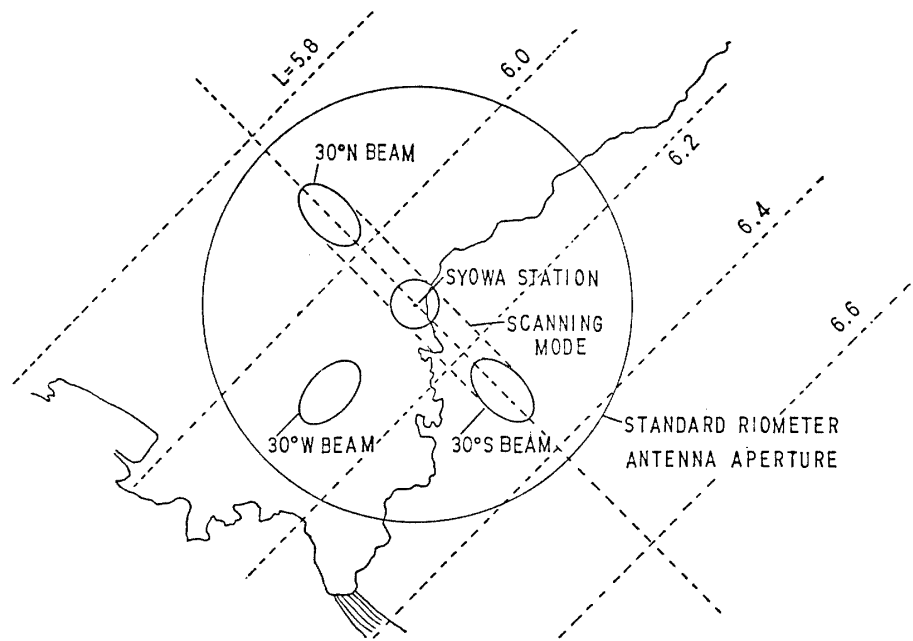 L=5.8
6.0
6.2
6.4
6.6
30°N BEAM
SYOWA STATION
SCANNING
MODE
30°W BEAM
30°S BEAM
STANDARD RIOMETER
ANTENNA APERTURE